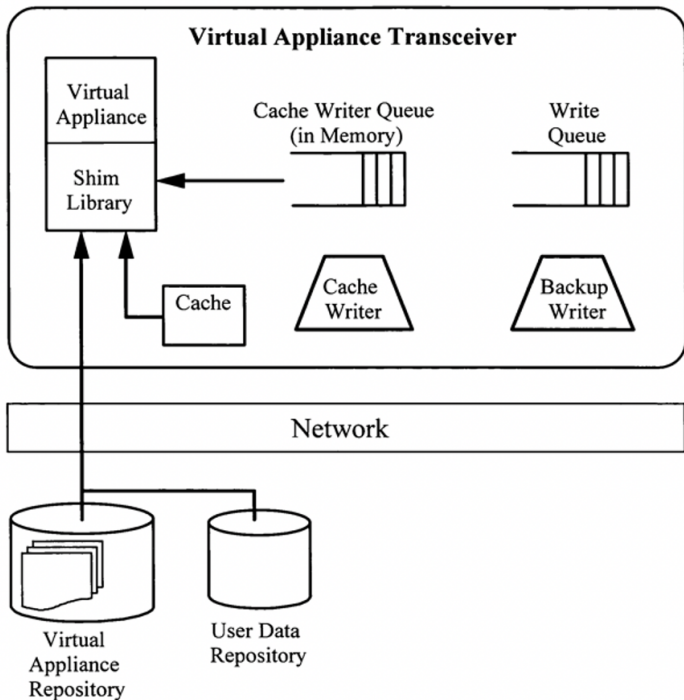 Virtual Appliance Transceiver
Virtual
Appliance
Shim
Library
Cache Writer Queue
(in Memory)
Write
Queue
Cache
Cache
Writer
Backup
Writer
Network
Virtual
Appliance
Repository
User Data
Repository